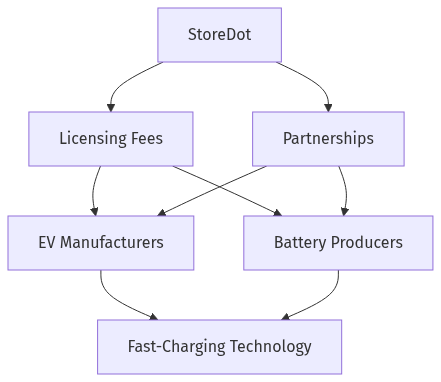 StoreDot
Licensing Fees
Partnerships
EV Manufacturers
Battery Producers
Fast-Charging Technology